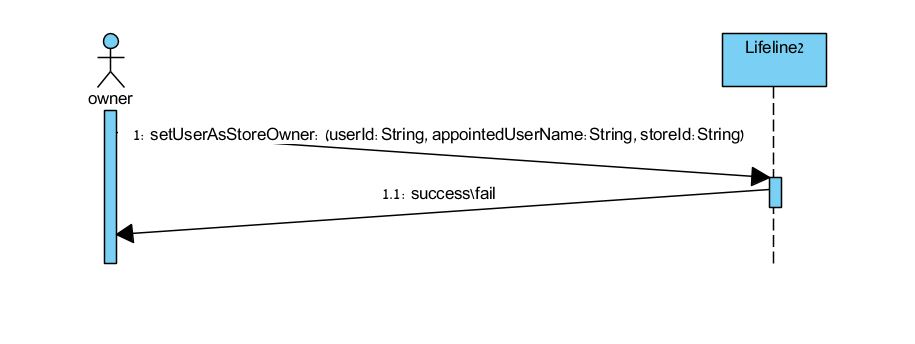 Lifeline2
owner
1: setUserAsStoreOwner: (userId: String, appointedUserName: String, storeId: String)
1.1: success\fail